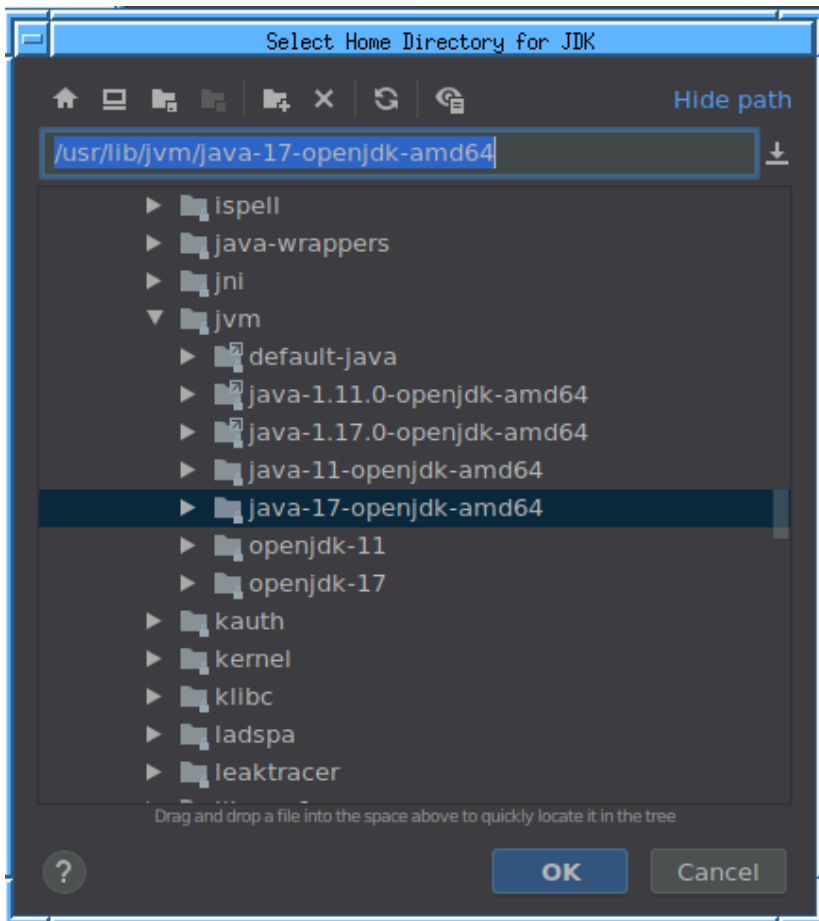 Select Home Directory for JDK
Hide path
/usr/lib/jvm/java-17-openjdk-amd64
ispell
java-wrappers
jni
jvm
default-java
java-1.11.0-openjdk-amd64
java-1.17.0-openjdk-amd64
java-11-openjdk-amd64
java-17-openjdk-amd64
openjdk-11
openjdk-17
kauth
kernel
klibc
ladspa
leaktracer
Drag and drop a file into the space above to quickly locate it in the tree
? OK Cancel